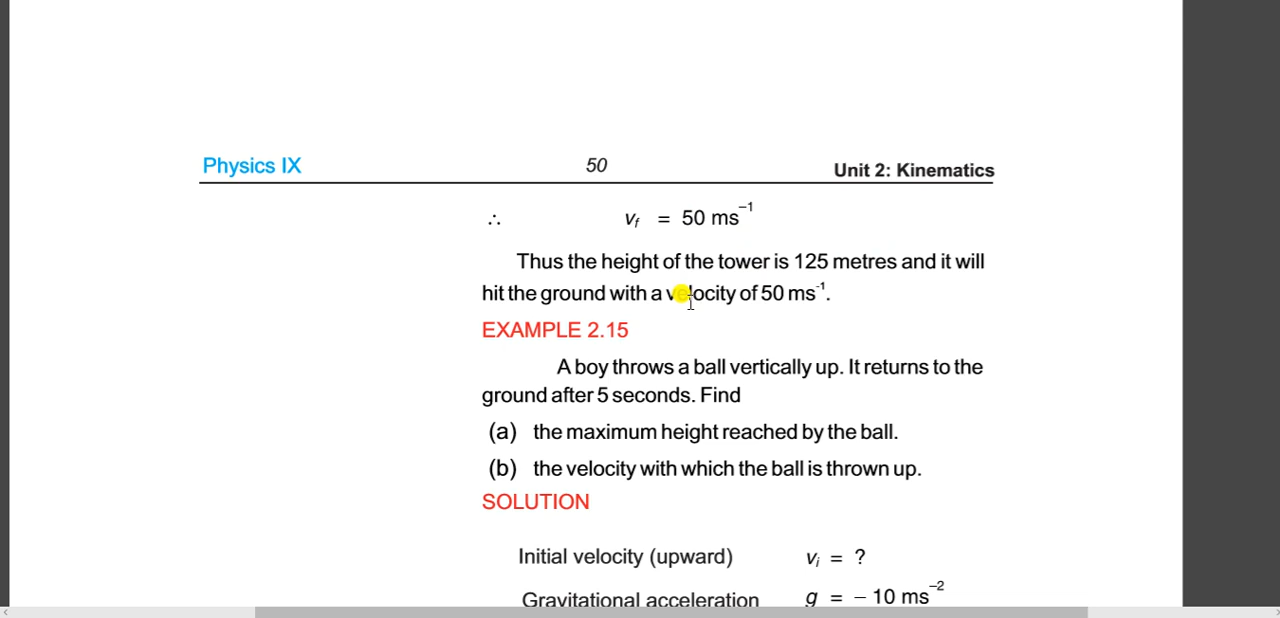 Physics IX 50 Unit 2: Kinematics
∴ v_f = 50 ms⁻¹
Thus the height of the tower is 125 metres and it will
hit the ground with a velocity of 50 ms⁻¹.
EXAMPLE 2.15
A boy throws a ball vertically up. It returns to the
ground after 5 seconds. Find
(a) the maximum height reached by the ball.
(b) the velocity with which the ball is thrown up.
SOLUTION
Initial velocity (upward) v_i = ?
Gravitational acceleration g = − 10 ms⁻²